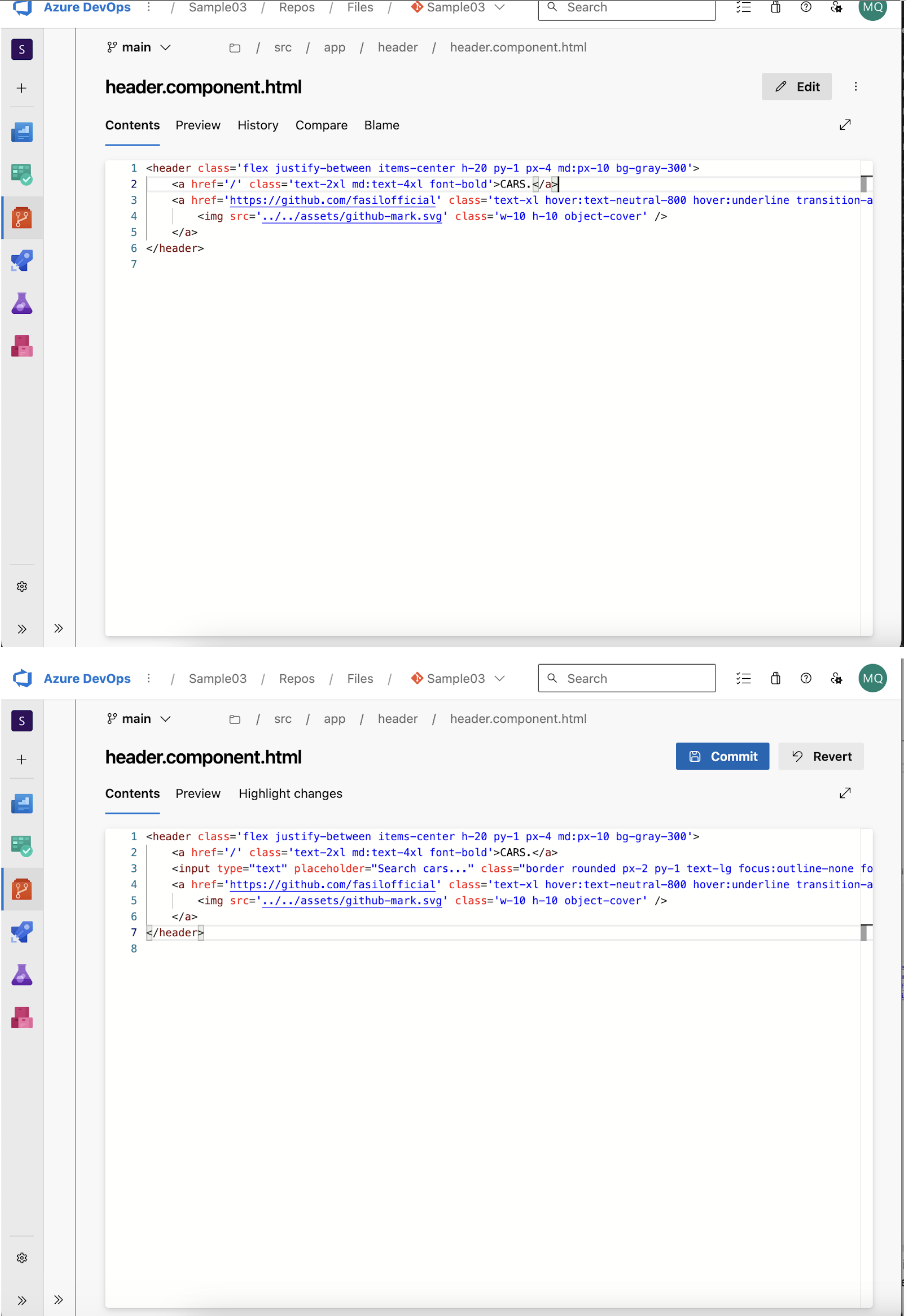 Azure DevOps / Sample03 / Repos / Files / Sample03 Search MQ
S main / src / app / header / header.component.html
header.component.html Edit
Contents Preview History Compare Blame
1 <header class='flex justify-between items-center h-20 py-1 px-4 md:px-10 bg-gray-300'>
2 <a href='/' class='text-2xl md:text-4xl font-bold'>CARS.</a>
3 <a href='https://github.com/fasilofficial' class='text-xl hover:text-neutral-800 hover:underline transition-a
4 <img src='../../assets/github-mark.svg' class='w-10 h-10 object-cover' />
5 </a>
6 </header>
7
Azure DevOps / Sample03 / Repos / Files / Sample03 Search MQ
S main / src / app / header / header.component.html
header.component.html Commit Revert
Contents Preview Highlight changes
1 <header class='flex justify-between items-center h-20 py-1 px-4 md:px-10 bg-gray-300'>
2 <a href='/' class='text-2xl md:text-4xl font-bold'>CARS.</a>
3 <input type="text" placeholder="Search cars..." class="border rounded px-2 py-1 text-lg focus:outline-none fo
4 <a href='https://github.com/fasilofficial' class='text-xl hover:text-neutral-800 hover:underline transition-a
5 <img src='../../assets/github-mark.svg' class='w-10 h-10 object-cover' />
6 </a>
7 </header>
8